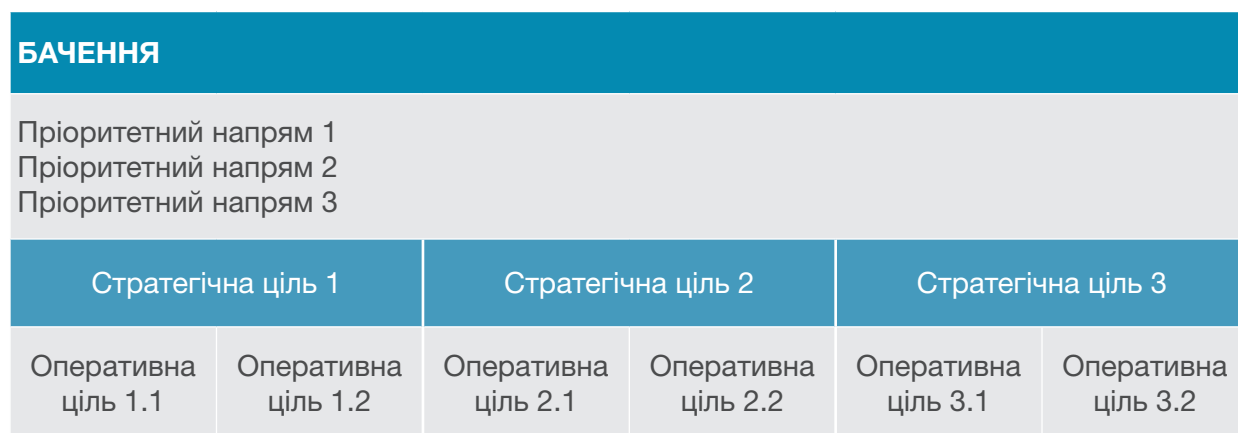 БАЧЕННЯ
Пріоритетний напрям 1
Пріоритетний напрям 2
Пріоритетний напрям 3
Стратегічна ціль 1
Стратегічна ціль 2
Стратегічна ціль 3
Оперативна
ціль 1.1
Оперативна
ціль 1.2
Оперативна
ціль 2.1
Оперативна
ціль 2.2
Оперативна
ціль 3.1
Оперативна
ціль 3.2